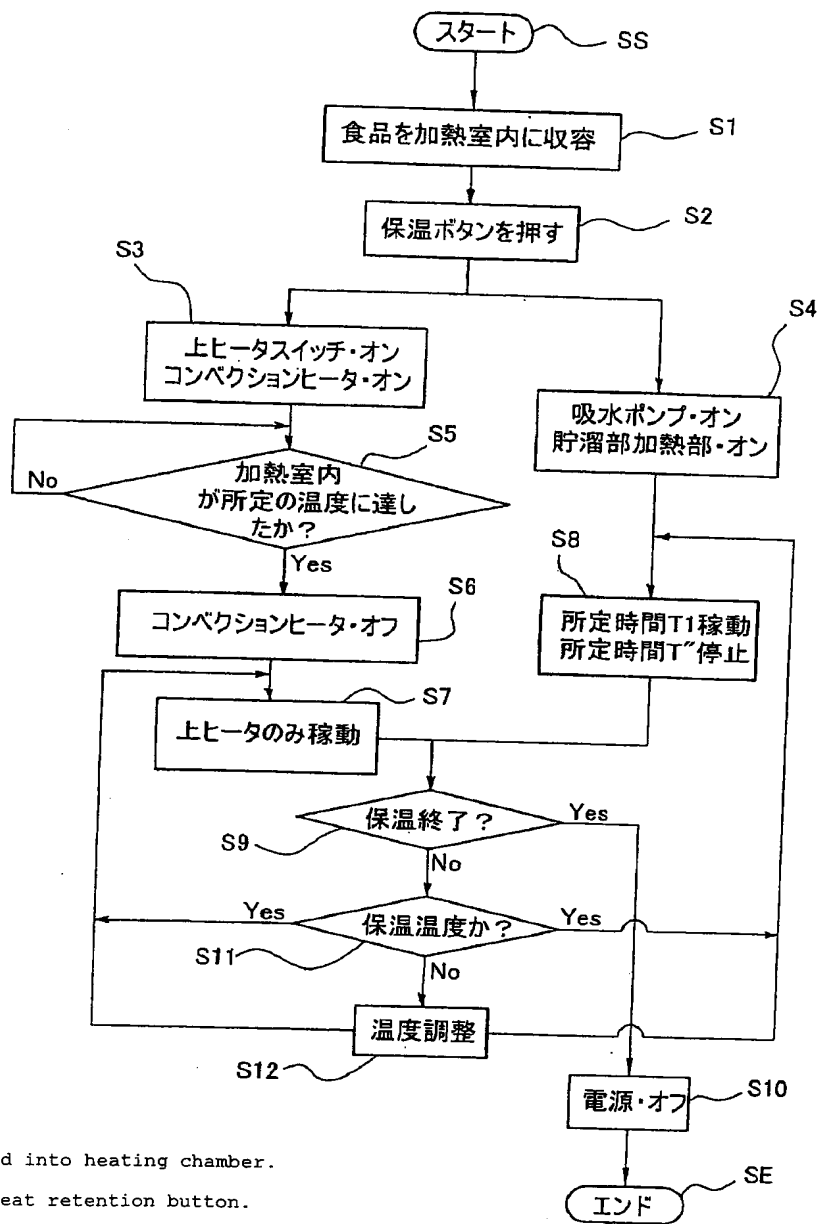 スタート
SS
食品を加熱室内に収容
S1
保温ボタンを押す
S2
S3
上ヒータスイッチ・オン
コンベクションヒータ・オン
S4
吸水ポンプ・オン
貯溜部加熱部・オン
S5
加熱室内
が所定の温度に達し
たか?
No
Yes
S6
コンベクションヒータ・オフ
S8
所定時間T1稼動
所定時間T"停止
S7
上ヒータのみ稼動
保温終了?
Yes
S9
No
Yes
保温温度か?
Yes
S11
No
温度調整
S12
電源・オフ
S10
d into heating chamber.
eat retention button.
エンド
SE